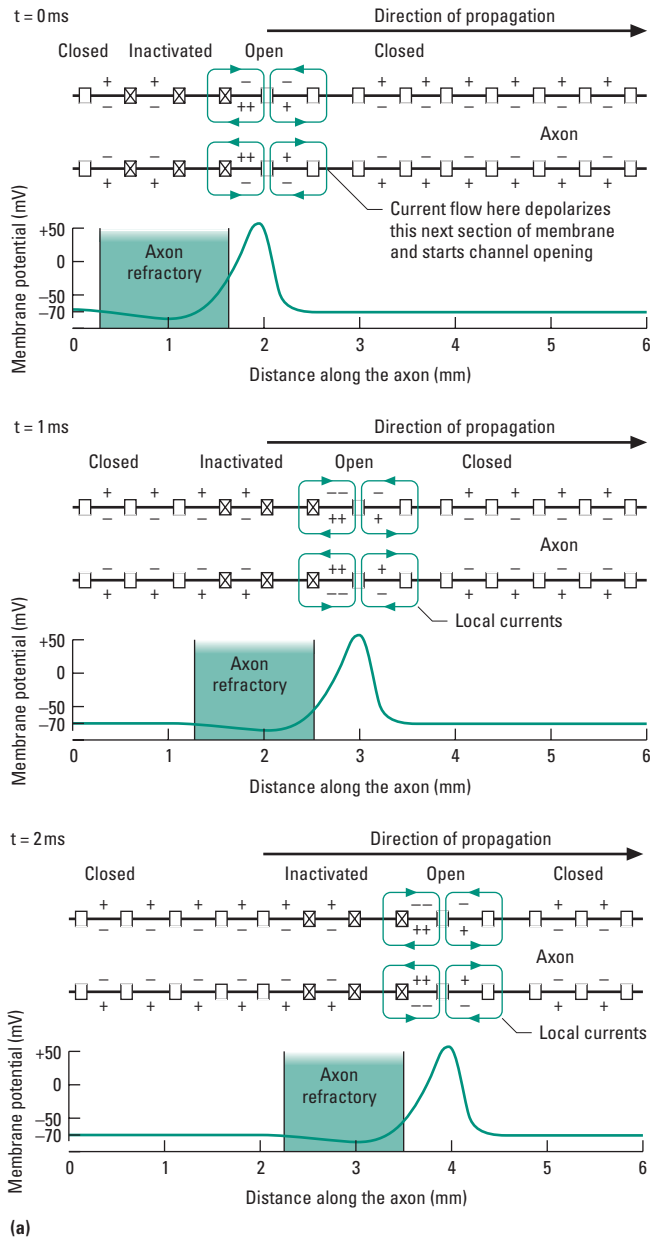 t = 0 ms
Direction of propagation
Closed Inactivated Open Closed
+ + − − + + + + + +
− − ++ + − − − − − −
Axon
− − ++ + − − − − − −
+ + − − + + + + + +
Current flow here depolarizes
this next section of membrane
and starts channel opening
Membrane potential (mV)
+50
0
−50
−70
Axon
refractory
0 1 2 3 4 5 6
Distance along the axon (mm)
t = 1 ms
Direction of propagation
Closed Inactivated Open Closed
+ + + + −− − + + + + +
− − − − ++ + − − − − −
Axon
− − − − ++ + − − − − −
+ + + + −− − + + + + +
Local currents
Membrane potential (mV)
+50
0
−50
−70
Axon
refractory
0 1 2 3 4 5 6
Distance along the axon (mm)
t = 2 ms
Direction of propagation
Closed Inactivated Open Closed
+ + + + + + −− − + +
− − − − − − ++ + − −
Axon
− − − − − − ++ + − −
+ + + + + + −− − + +
Local currents
Membrane potential (mV)
+50
0
−50
−70
Axon
refractory
0 1 2 3 4 5 6
Distance along the axon (mm)
(a)